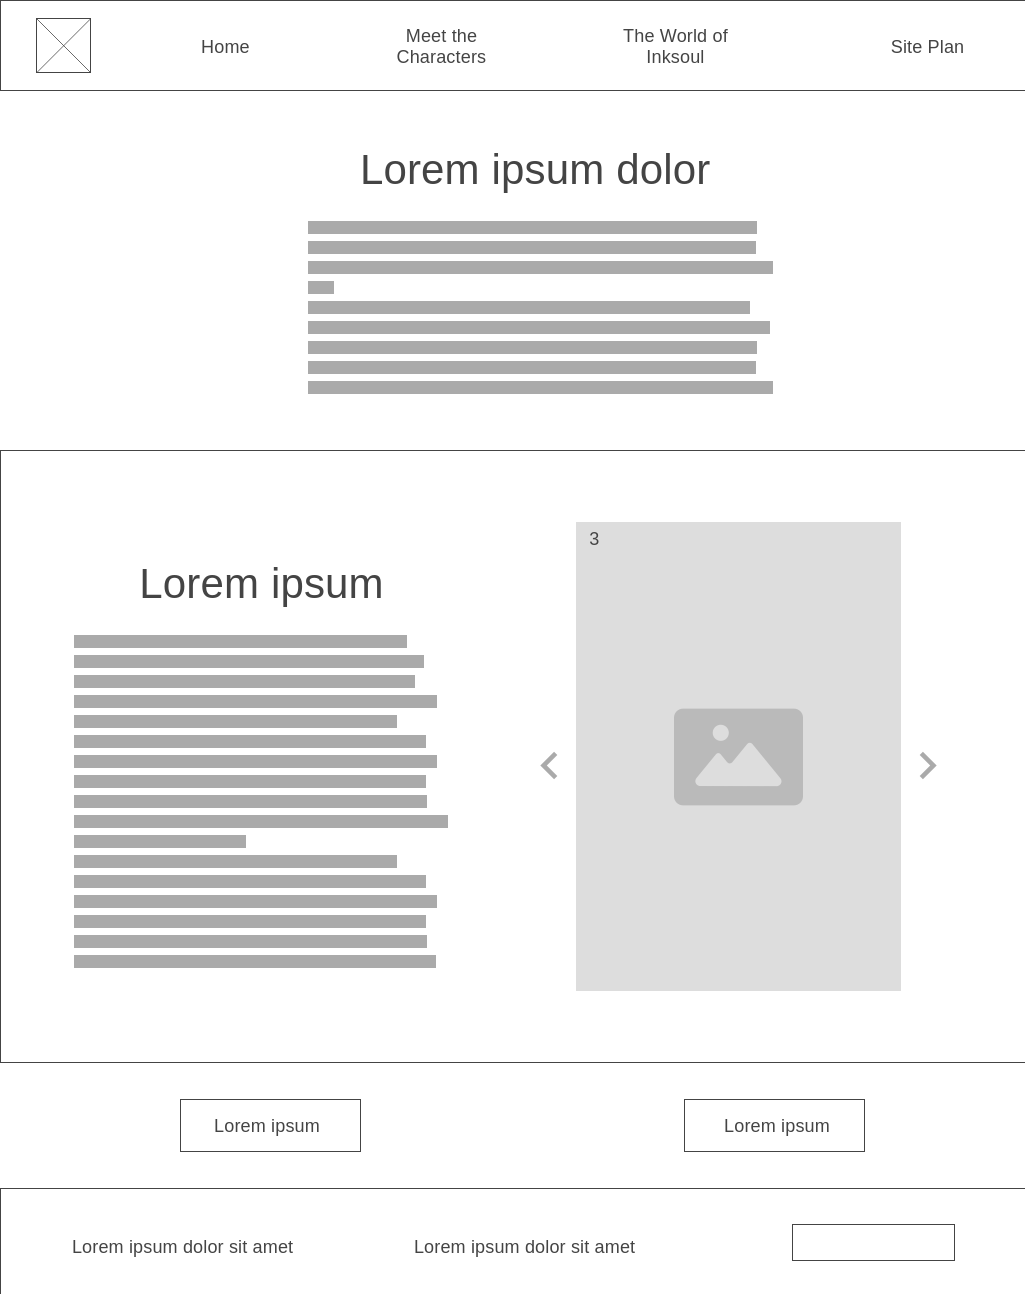 Home
Meet the
Characters
The World of
Inksoul
Site Plan
Lorem ipsum dolor
Lorem ipsum
3
Lorem ipsum
Lorem ipsum
Lorem ipsum dolor sit amet
Lorem ipsum dolor sit amet